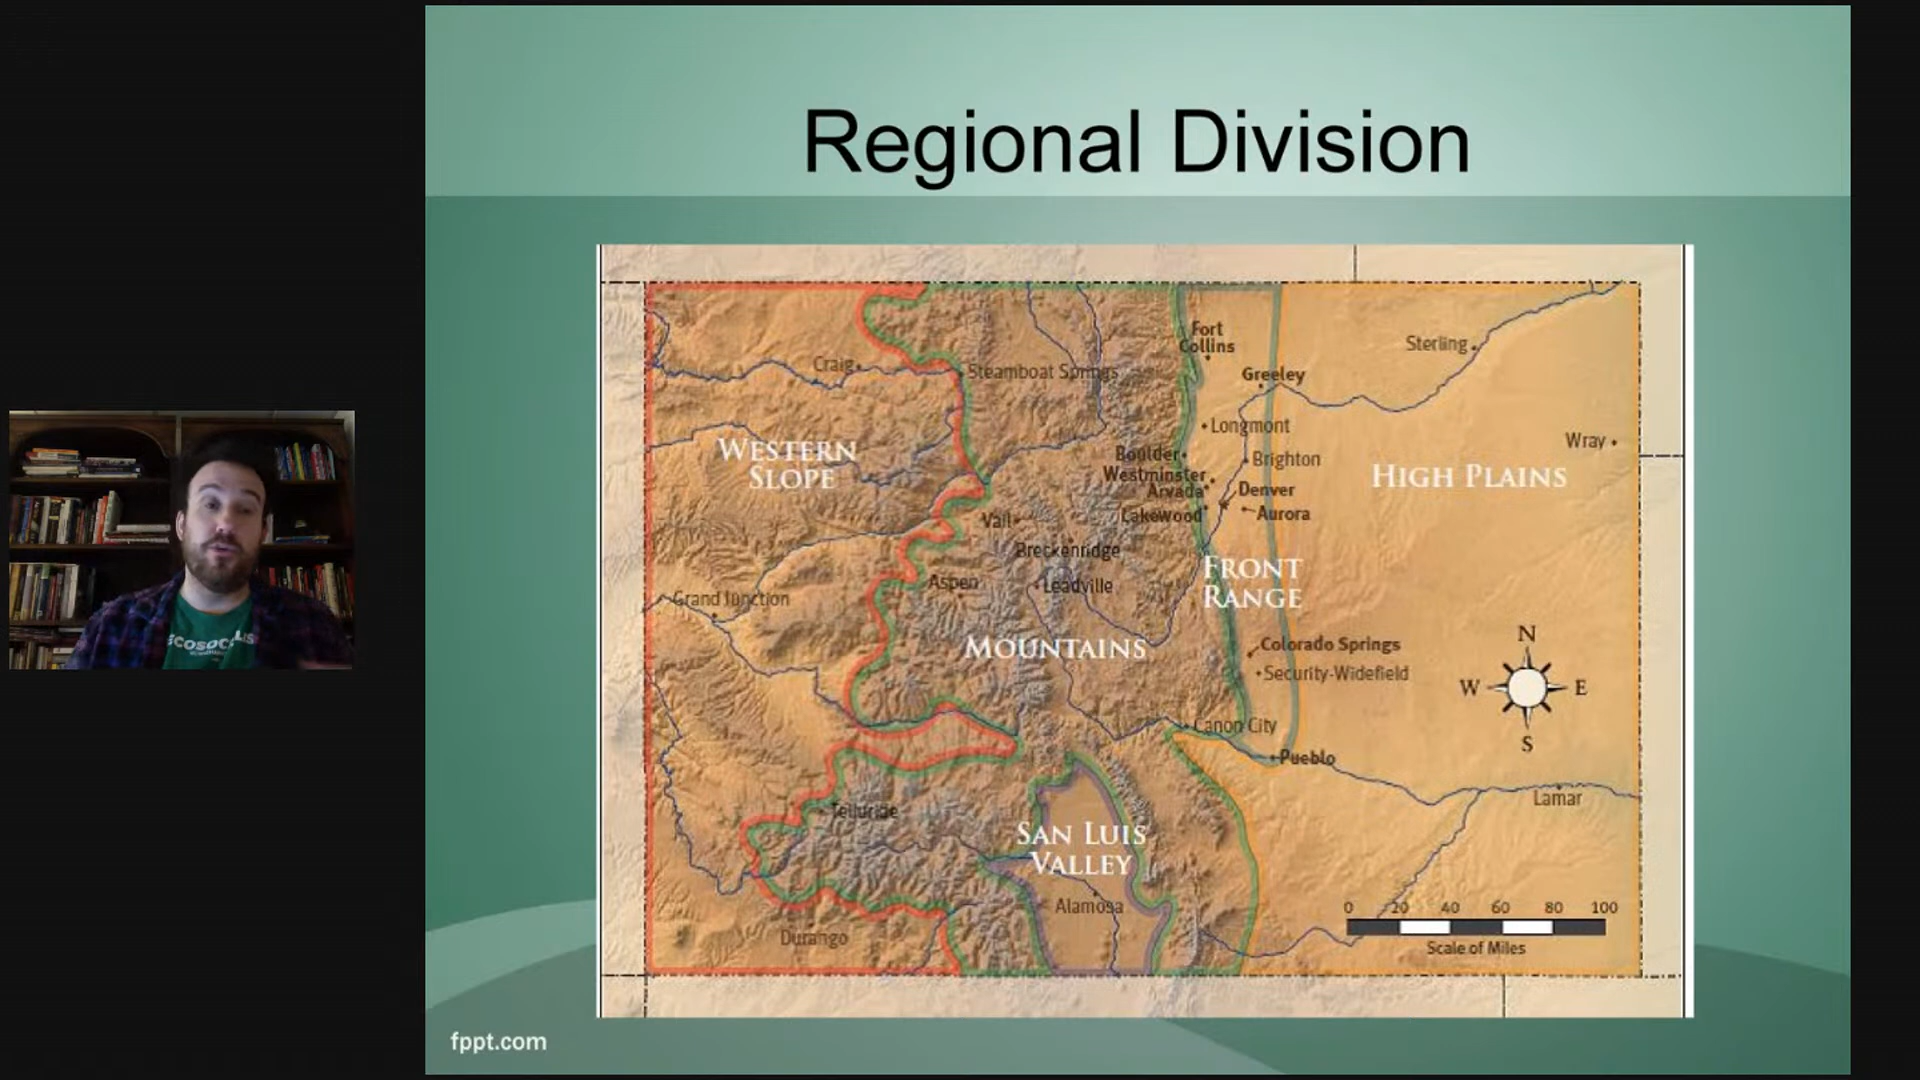 Regional Division
Fort
Collins
Sterling
Craig
Steamboat Springs
Greeley
Longmont
Wray
WESTERN
SLOPE
Boulder
Brighton
HIGH PLAINS
Westminster
Arvada
Denver
Lakewood
Aurora
Vail
Breckenridge
FRONT
RANGE
Aspen
Leadville
Grand Junction
MOUNTAINS
Colorado Springs
Security-Widefield
N
W
E
S
Canon City
Pueblo
Lamar
Telluride
SAN LUIS
VALLEY
Alamosa
0 20 40 60 80 100
Scale of Miles
Durango
fppt.com